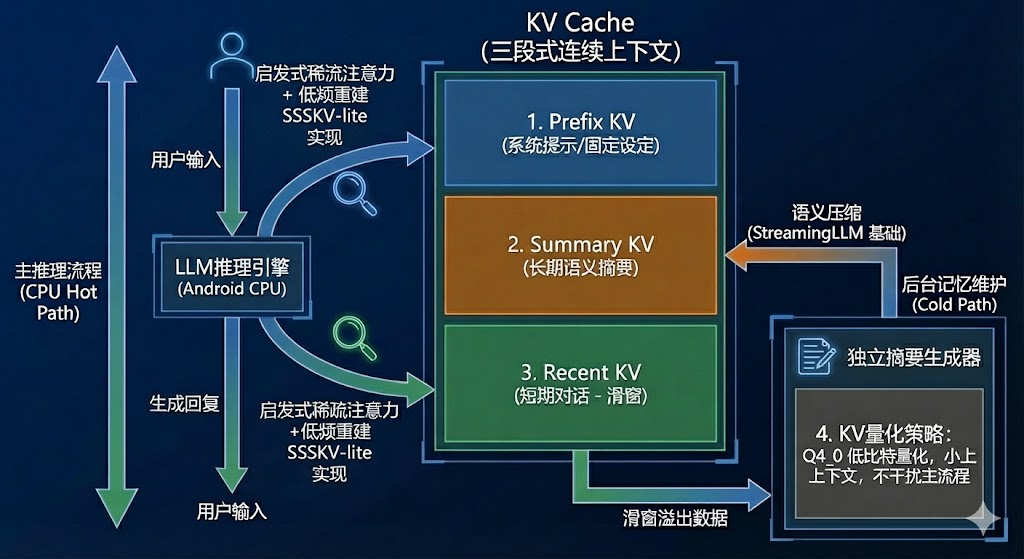 KV Cache
(三段式连续上下文)
启发式稀流注意力
+ 低烦重建
SSSKV-lite
实现
用户输入
1. Prefix KV
(系统提示/固定设定)
2. Summary KV
(长期语义摘要)
3. Recent KV
(短期对话 - 滑窗)
LLM推理引擎
(Android CPU)
主推理流程
(CPU Hot
Path)
生成回复
启发式稀疏注意力
+低烦重建
SSSKV-lite
实现
用户输入
语义压缩
(StreamingLLM 基础)
后台记忆维护
(Cold Path)
独立摘要生成器
4. KV量化策略:
Q4_0 低比特量化, 小上
上下文, 不干扰主流程
滑窗溢出数据